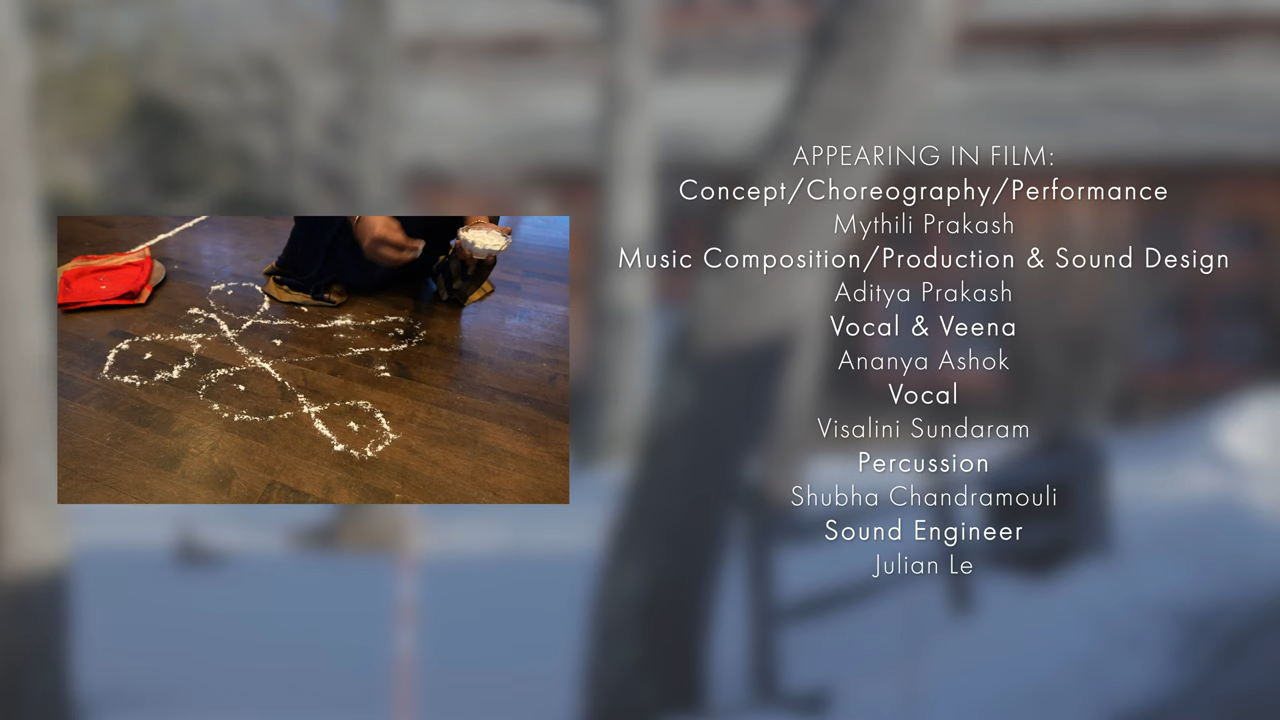 APPEARING IN FILM:
Concept/Choreography/Performance
Mythili Prakash
Music Composition/Production & Sound Design
Aditya Prakash
Vocal & Veena
Ananya Ashok
Vocal
Visalini Sundaram
Percussion
Shubha Chandramouli
Sound Engineer
Julian Le